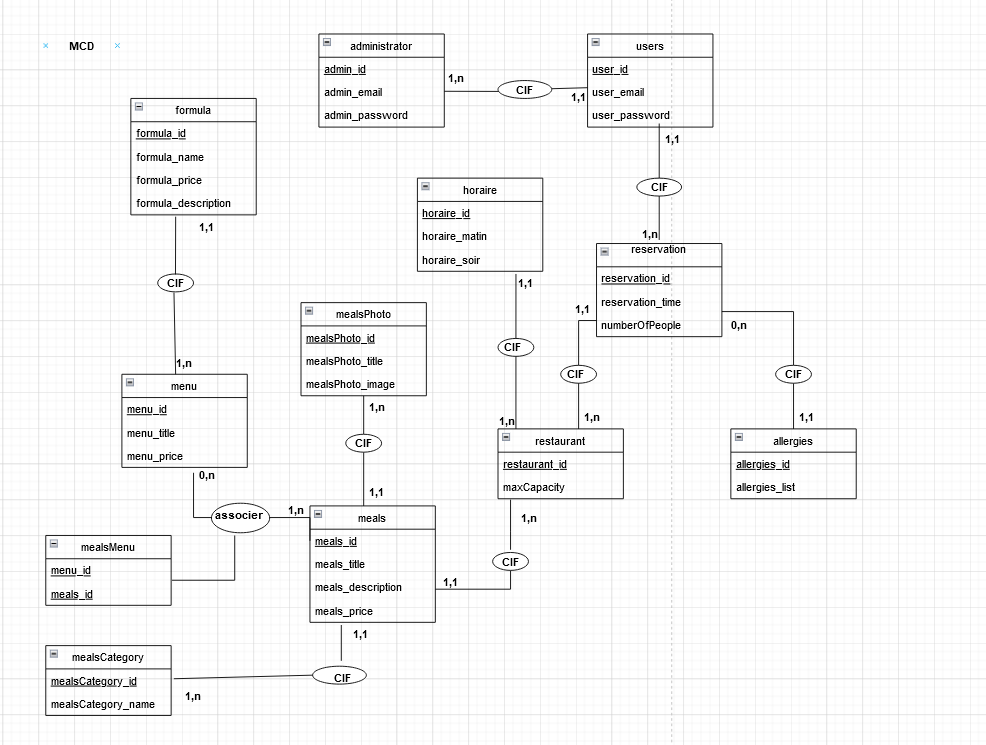 MCD
administrator
admin_id
admin_email
admin_password
1,n
CIF
1,1
users
user_id
user_email
user_password
1,1
CIF
1,n
formula
formula_id
formula_name
formula_price
formula_description
1,1
CIF
1,n
horaire
horaire_id
horaire_matin
horaire_soir
1,1
CIF
1,n
reservation
reservation_id
reservation_time
numberOfPeople
1,1
CIF
1,n
0,n
CIF
1,1
mealsPhoto
mealsPhoto_id
mealsPhoto_title
mealsPhoto_image
1,n
CIF
1,1
menu
menu_id
menu_title
menu_price
0,n
associer
1,n
restaurant
restaurant_id
maxCapacity
1,n
CIF
1,1
allergies
allergies_id
allergies_list
meals
meals_id
meals_title
meals_description
meals_price
1,1
CIF
1,n
mealsMenu
menu_id
meals_id
mealsCategory
mealsCategory_id
mealsCategory_name